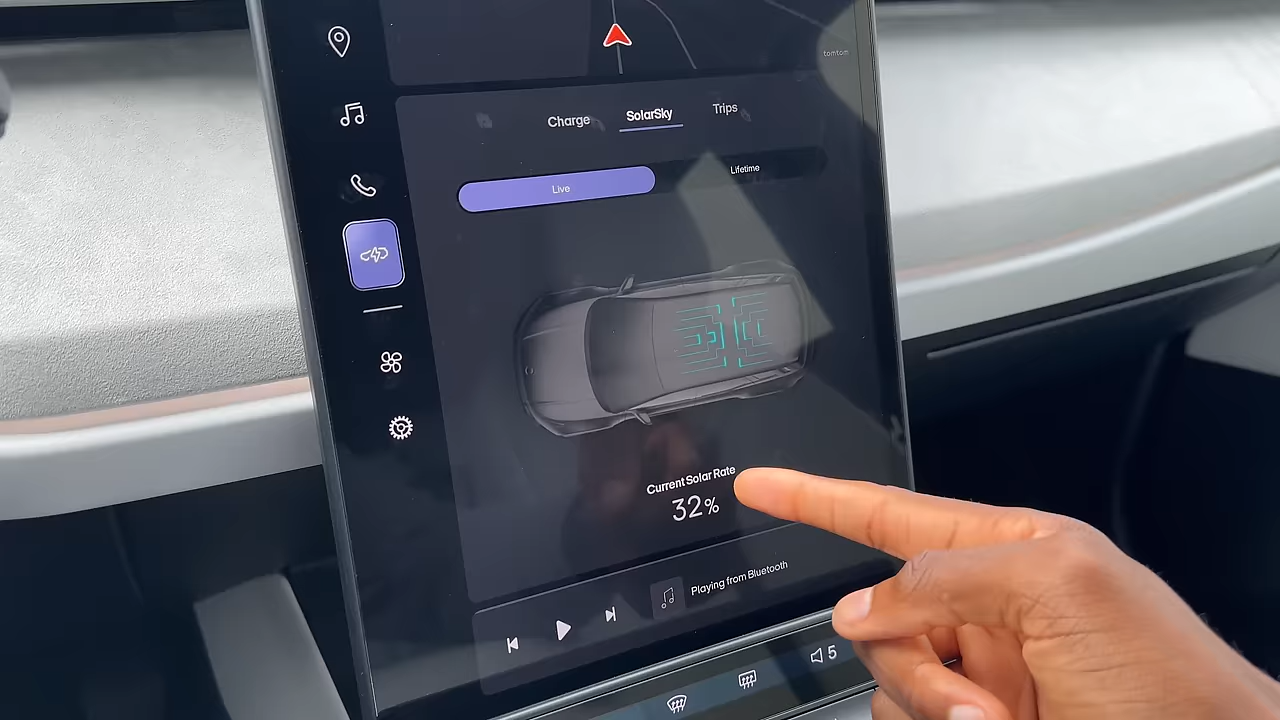 tomtom
Charge SolarSky Trips
Live Lifetime
Current Solar Rate
32%
Playing from Bluetooth
5